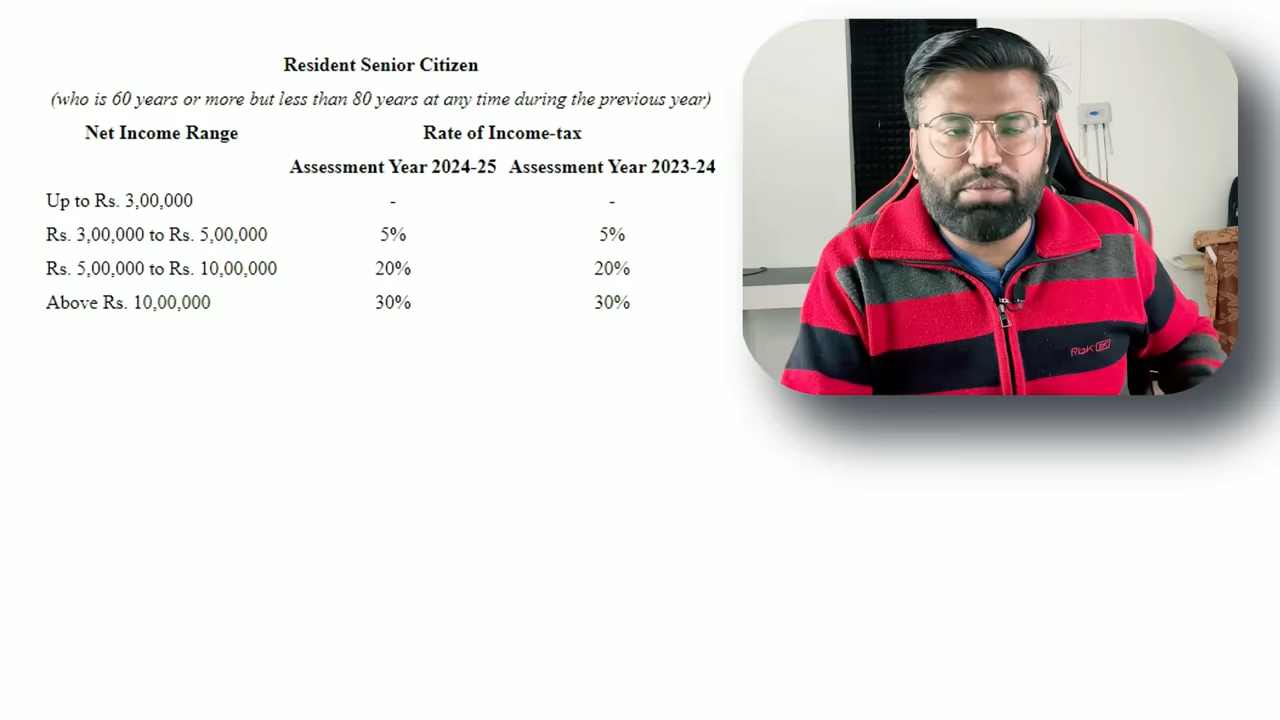 Resident Senior Citizen
(who is 60 years or more but less than 80 years at any time during the previous year)
Net Income Range Rate of Income-tax
Assessment Year 2024-25 Assessment Year 2023-24
Up to Rs. 3,00,000 - -
Rs. 3,00,000 to Rs. 5,00,000 5% 5%
Rs. 5,00,000 to Rs. 10,00,000 20% 20%
Above Rs. 10,00,000 30% 30%
RbK